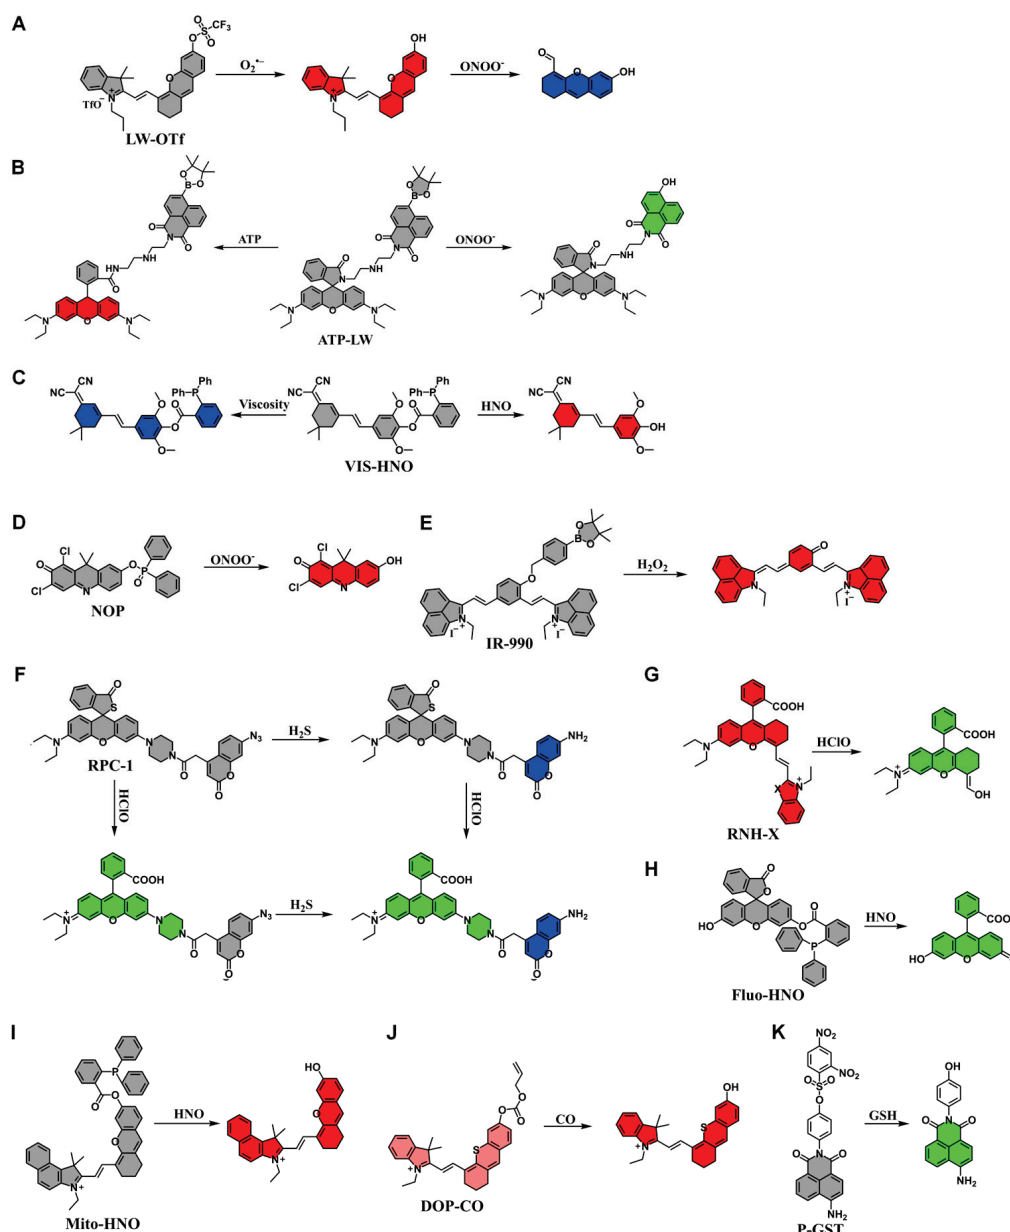 A
O O
S CF₃
O
O
OH
O
O₂•−
ONOO⁻
O
O
OH
N
+
TfO⁻
N
+
LW-OTf
B
O O
B
O O
B
OH
O N O
ATP
ONOO⁻
HN
O
NH
O
N
NH
O
N
NH
N O N
N O N
N O N
ATP-LW
C
CN
NC
O
O
O
O
Ph
P Ph
Viscosity
CN
NC
O
O
O
O
Ph
P Ph
HNO
CN
NC
O
OH
O
VIS-HNO
D
Cl
O
Cl
N
O P
O
ONOO⁻
Cl
O
Cl
N
OH
NOP
E
O
B O
O
H₂O₂
O
N
+
I⁻
N
+
I⁻
N
N
+
I⁻
IR-990
F
O
S
N O N
N
O
N₃
O
O
RPC-1
H₂S
O
S
N O N
N
O
NH₂
O
O
HClO
HClO
COOH
N
+
O N
N
O
N₃
O
O
H₂S
COOH
N
+
O N
N
O
NH₂
O
O
G
COOH
N O
X N
+
RNH-X
HClO
COOH
N
+
O
OH
H
O
O
HO O O
O
P
Fluo-HNO
HNO
COO
HO O
I
P
O
O
O
N
+
Mito-HNO
HNO
HO
O
N
+
J
O
O O
S
N
+
DOP-CO
CO
OH
S
N
+
K
NO₂
NO₂
O S O
O
O N O
NH₂
P-GST
GSH
OH
O N O
NH₂